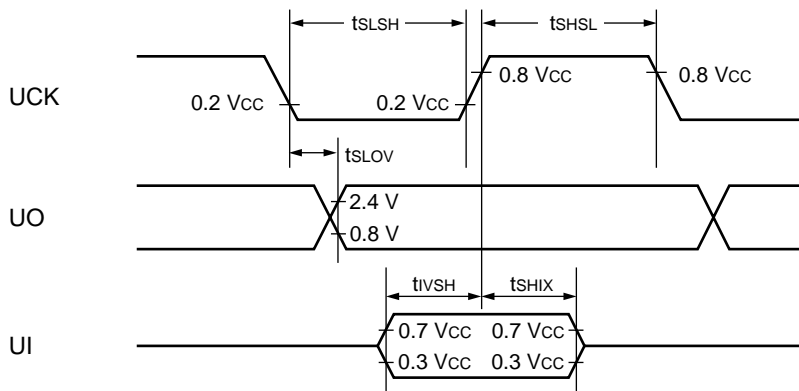 tSLSH tSHSL
UCK
0.2 VCC 0.2 VCC 0.8 VCC 0.8 VCC
tSLOV
UO
2.4 V
0.8 V
tIVSH tSHIX
UI
0.7 VCC 0.7 VCC
0.3 VCC 0.3 VCC